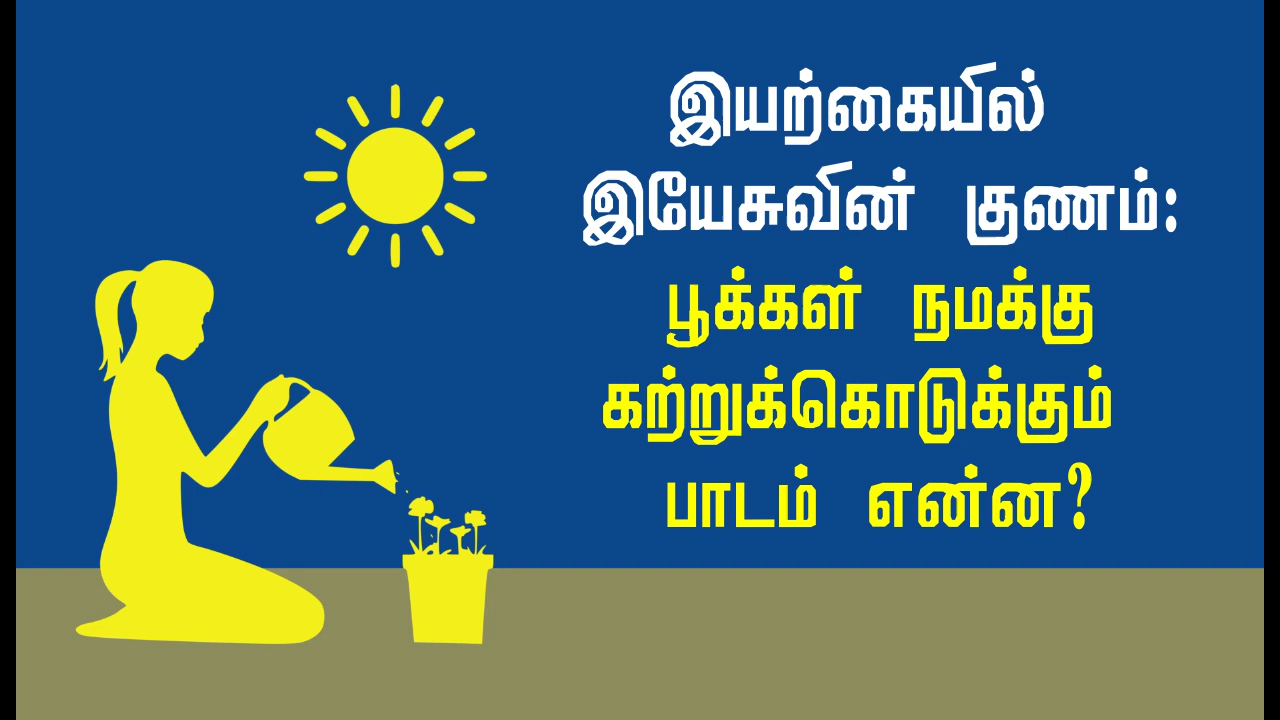 இயற்கையில்
இயேசுவின் குணம்:
பூக்கள் நமக்கு
கற்றுக்கொடுக்கும்
பாடம் என்ன?